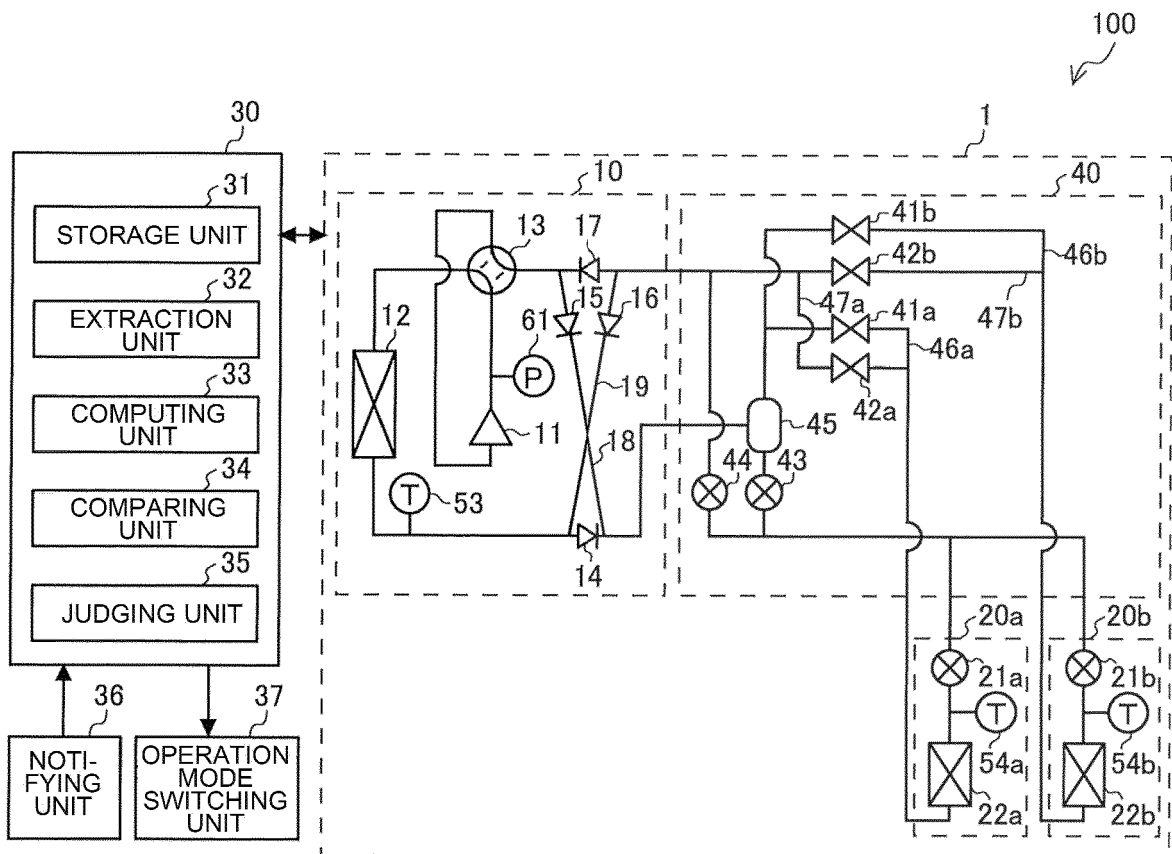 100
1
30
10
40
31
STORAGE UNIT
32
EXTRACTION
UNIT
33
COMPUTING
UNIT
34
COMPARING
UNIT
35
JUDGING UNIT
36
NOTI-
FYING
UNIT
37
OPERATION
MODE
SWITCHING
UNIT
13
17
41b
42b
46b
47b
12
61
P
15
16
47a
41a
46a
42a
19
11
18
45
44
43
T
53
14
20a
20b
21a
21b
T
T
54a
54b
22a
22b